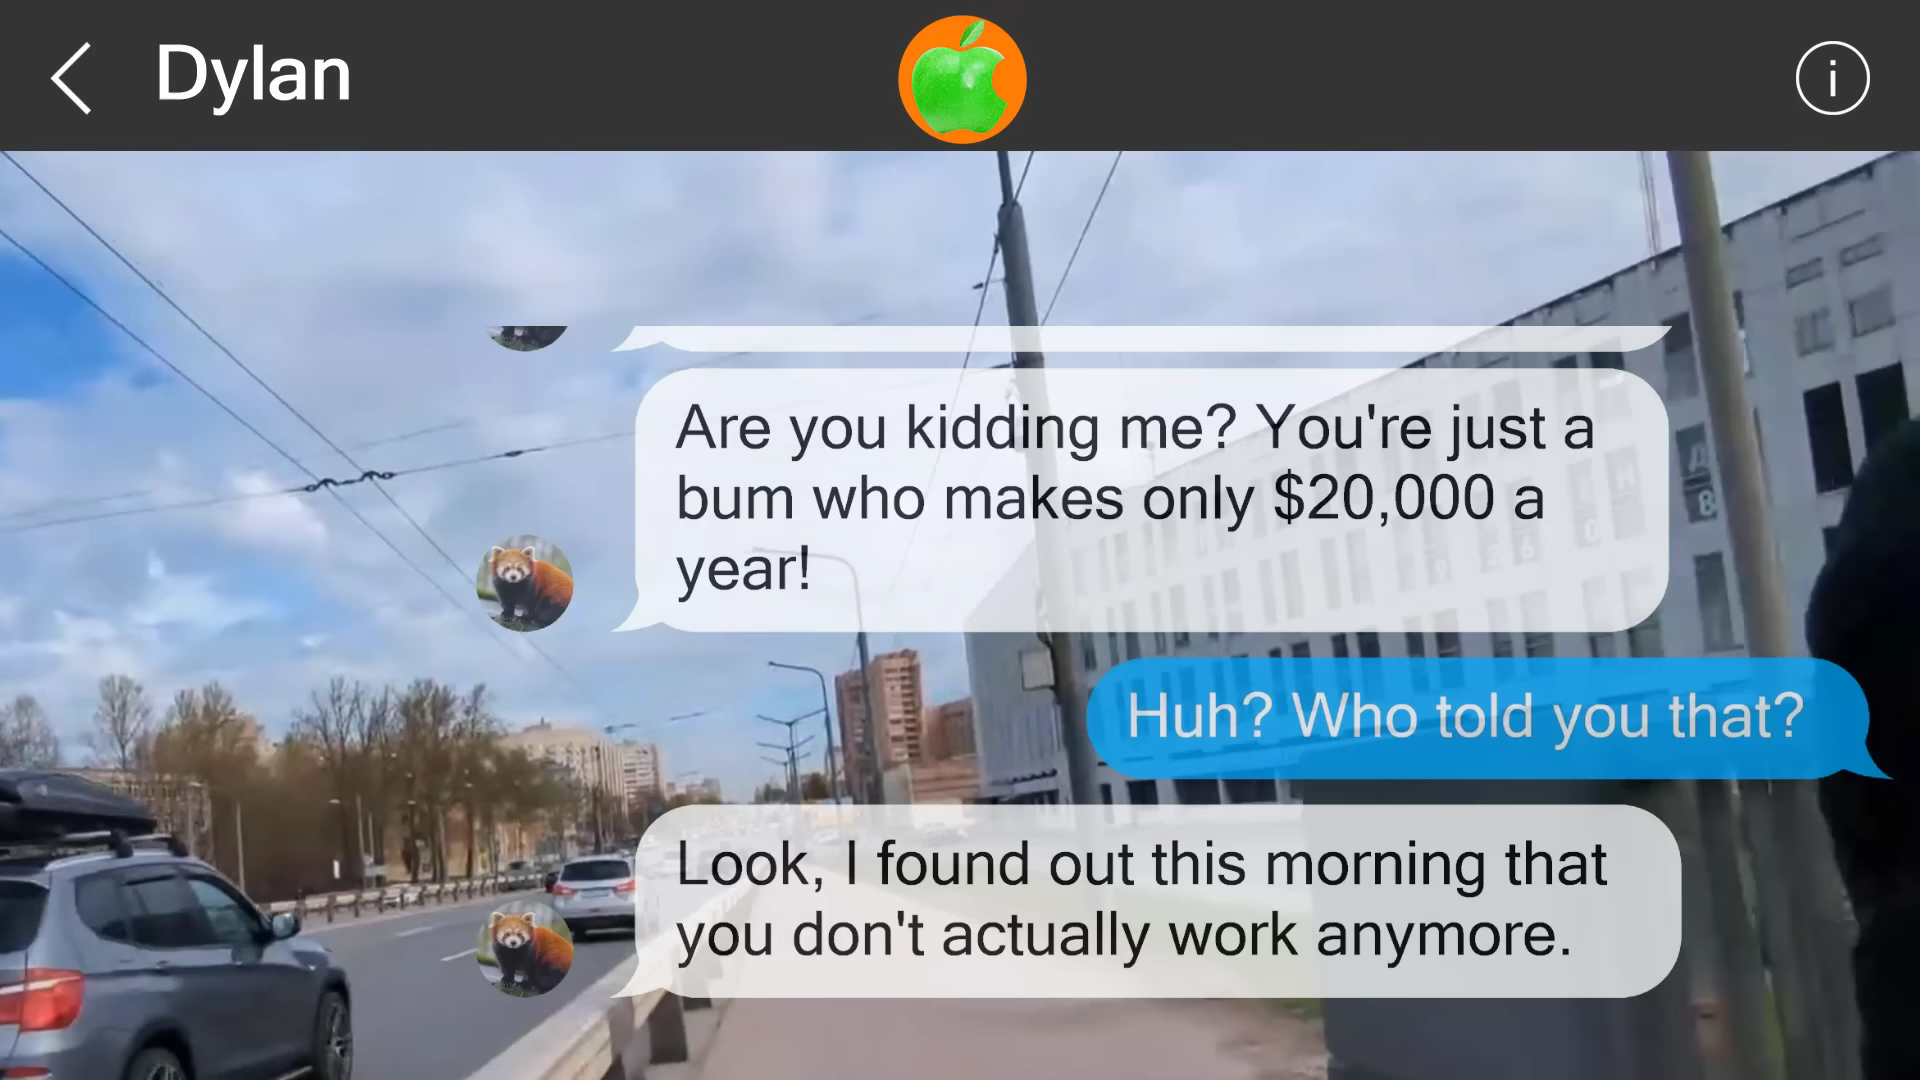 Dylan
Are you kidding me? You're just a
bum who makes only $20,000 a
year!
Huh? Who told you that?
Look, I found out this morning that
you don't actually work anymore.